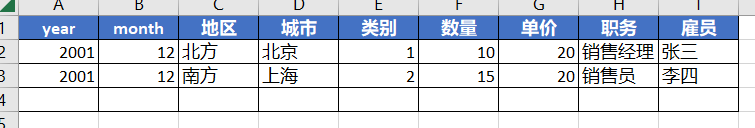 A B C D E F G H I
1 year month 地区 城市 类别 数量 单价 职务 雇员
2 2001 12 北方 北京 1 10 20 销售经理 张三
3 2001 12 南方 上海 2 15 20 销售员 李四
4
5